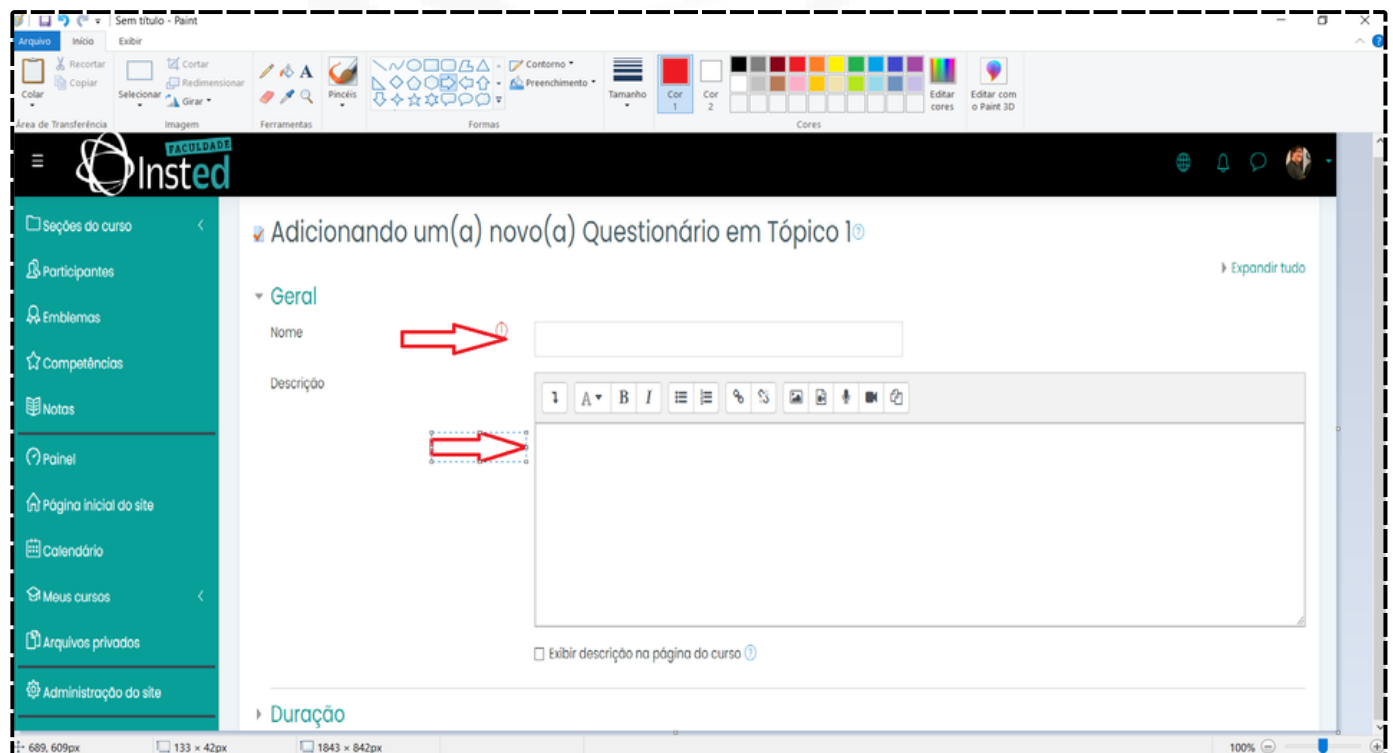 Sem título - Paint
Arquivo Início Exibir
Colar
Recortar
Copiar
Área de Transferência
Selecionar
Cortar
Redimensionar
Girar
Imagem
A
Ferramentas
Pincéis
Contorno
Preenchimento
Formas
Tamanho
Cor 1
Cor 2
Cores
Editar cores
Editar com o Paint 3D
FACULDADE
Insted
Seções do curso
Participantes
Emblemas
Competências
Notas
Painel
Página inicial do site
Calendário
Meus cursos
Arquivos privados
Administração do site
Adicionando um(a) novo(a) Questionário em Tópico 1
Expandir tudo
Geral
Nome
Descrição
A B I
Exibir descrição na página do curso
Duração
689, 609px 133 × 42px 1843 × 842px 100%